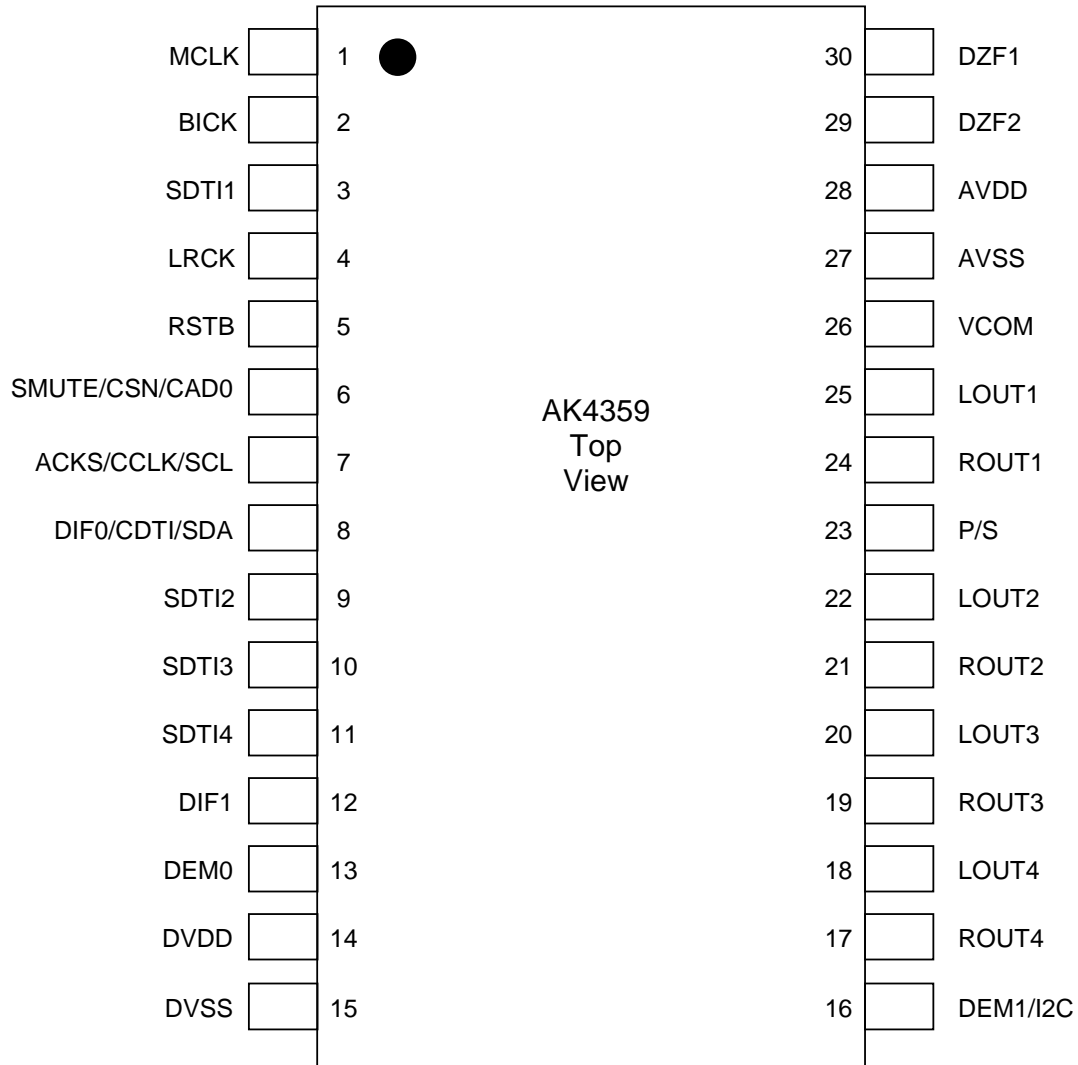 MCLK 1 30 DZF1
BICK 2 29 DZF2
SDTI1 3 28 AVDD
LRCK 4 27 AVSS
RSTB 5 26 VCOM
SMUTE/CSN/CAD0 6 25 LOUT1
AK4359
Top
View
ACKS/CCLK/SCL 7 24 ROUT1
DIF0/CDTI/SDA 8 23 P/S
SDTI2 9 22 LOUT2
SDTI3 10 21 ROUT2
SDTI4 11 20 LOUT3
DIF1 12 19 ROUT3
DEM0 13 18 LOUT4
DVDD 14 17 ROUT4
DVSS 15 16 DEM1/I2C